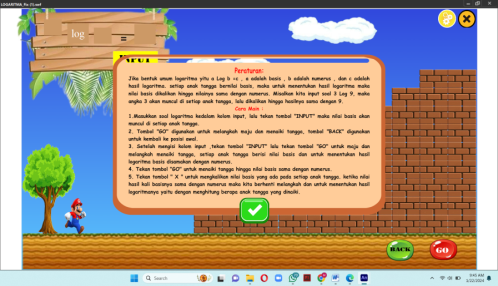 LOGARITMA_Fix (1).swf
log =
INPUT
Peraturan:
Jika bentuk umum logaritma yitu a Log b =c , a adalah basis , b adalah numerus , dan c adalah
hasil logaritma. setiap anak tangga bernilai basis, maka untuk menentukan hasil logaritma maka
nilai basis dikalikan hingga nilainya sama dengan numerus. Misalkan kita input soal 3 Log 9. maka
angka 3 akan muncul di setiap anak tangga, lalu dikalikan hingga hasilnya sama dengan 9.
Cara Main :
1.Masukkan soal logaritma kedalam kolom input, lalu tekan tombol "INPUT" maka nilai basis akan
muncul di setiap anak tangga.
2. Tombol "GO" digunakan untuk melangkah maju dan menaiki tangga, tombol "BACK" digunakan
untuk kembali ke posisi awal.
3. Setelah mengisi kolom input ,tekan tombol "INPUT" lalu tekan tombol "GO" untuk maju dan
melangkah menaiki tangga, setiap anak tangga berisi nilai basis dan untuk menentukan hasil
logaritma basis disamakan dengan numerus.
4. Tekan tombol "GO" untuk menaiki tangga hingga nilai basis sama dengan numerus.
5. Tekan tombol " X " untuk mengkalikan nilai basis yang ada pada setiap anak tangga, ketika nilai
hasil kali basisnya sama dengan numerus maka kita berhenti melangkah dan untuk menentukan hasil
logaritmanya yaitu dengan menghitung berapa anak tangga yang dinaiki.
BACK
GO
Search
9:45 AM
1/22/2024